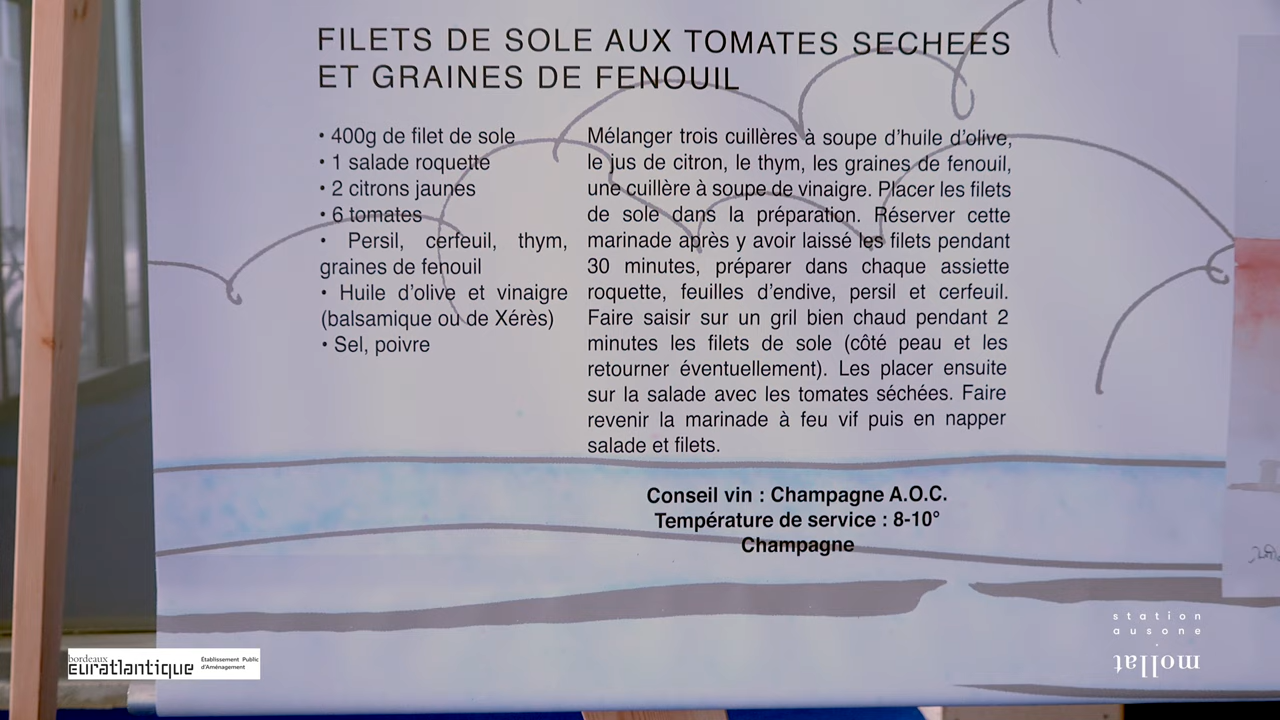 FILETS DE SOLE AUX TOMATES SECHEES
ET GRAINES DE FENOUIL
• 400g de filet de sole
• 1 salade roquette
• 2 citrons jaunes
• 6 tomates
• Persil, cerfeuil, thym,
graines de fenouil
• Huile d'olive et vinaigre
(balsamique ou de Xérès)
• Sel, poivre
Mélanger trois cuillères à soupe d'huile d'olive,
le jus de citron, le thym, les graines de fenouil,
une cuillère à soupe de vinaigre. Placer les filets
de sole dans la préparation. Réserver cette
marinade après y avoir laissé les filets pendant
30 minutes, préparer dans chaque assiette
roquette, feuilles d'endive, persil et cerfeuil.
Faire saisir sur un gril bien chaud pendant 2
minutes les filets de sole (côté peau et les
retourner éventuellement). Les placer ensuite
sur la salade avec les tomates séchées. Faire
revenir la marinade à feu vif puis en napper
salade et filets.
Conseil vin : Champagne A.O.C.
Température de service : 8-10°
Champagne
station
ausone
mollat
bordeaux
euratlantique
Établissement Public
d'Aménagement